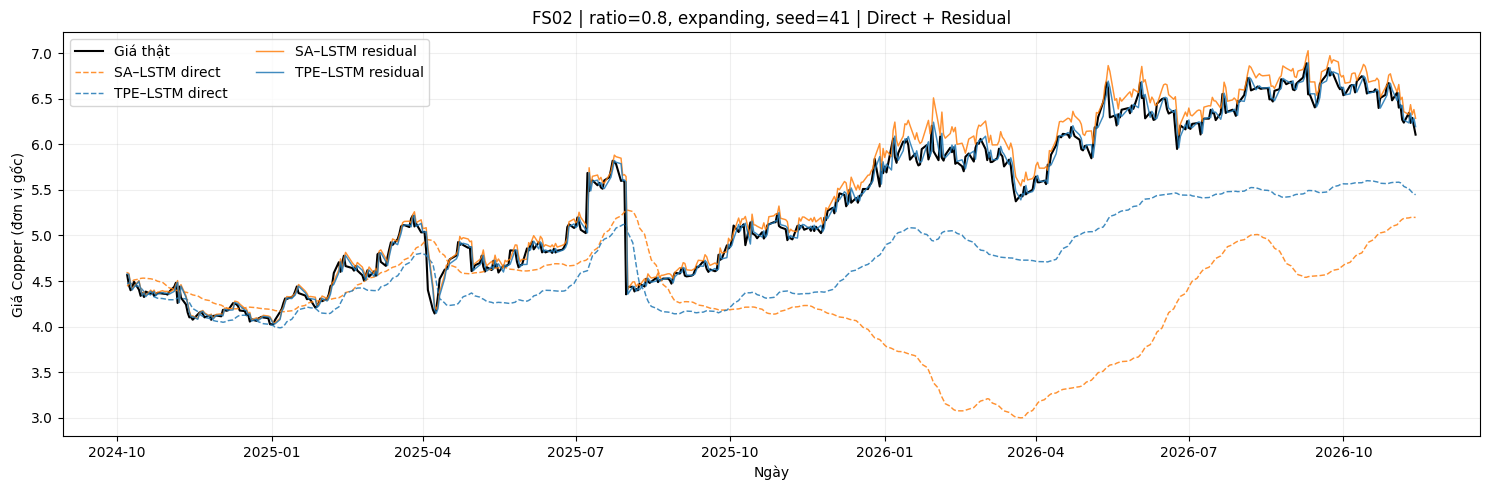 FS02 | ratio=0.8, expanding, seed=41 | Direct + Residual
Giá thật
SA–LSTM direct
TPE–LSTM direct
SA–LSTM residual
TPE–LSTM residual
Giá Copper (đơn vị gốc)
7.0
6.5
6.0
5.5
5.0
4.5
4.0
3.5
3.0
2024-10
2025-01
2025-04
2025-07
2025-10
2026-01
2026-04
2026-07
2026-10
Ngày